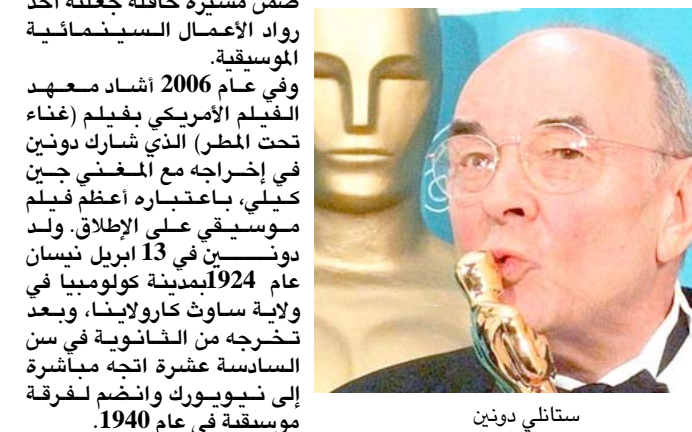 ضمن مسيرة حافلة جعلته أحد
رواد الأعمال السينمائية
الموسيقية.
وفي عام 2006 أشاد معهد
الفيلم الأمريكي بفيلم (غناء
تحت المطر) الذي شارك دونين
في إخراجه مع المغني جين
كيلي، باعتباره أعظم فيلم
موسيقي على الإطلاق. ولد
دونين في 13 ابريل نيسان
عام 1924بمدينة كولومبيا في
ولاية ساوث كارولاينا، وبعد
تخرجه من الثانوية في سن
السادسة عشرة اتجه مباشرة
إلى نيويورك وانضم لفرقة
موسيقية في عام 1940.
ستانلي دونين